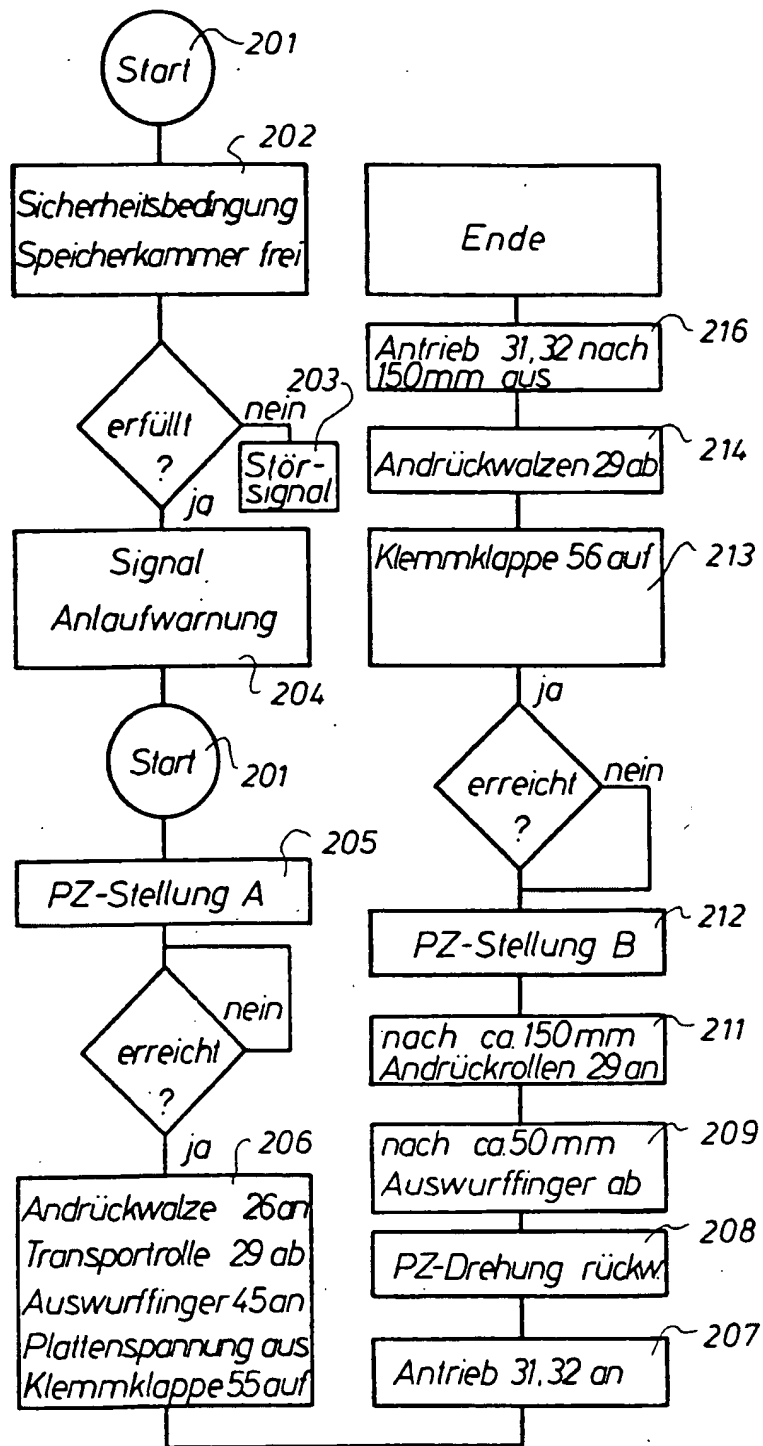 Start
201
202
Sicherheitsbedingung
Speicherkammer frei
erfüllt
?
nein
203
Stör-
signal
ja
Signal
Anlaufwarnung
204
Start
201
205
PZ-Stellung A
nein
erreicht
?
ja
206
Andrückwalze 26 an
Transportrolle 29 ab
Auswurffinger 45 an
Plattenspannung aus
Klemmklappe 55 auf
Ende
216
Antrieb 31,32 nach
150mm aus
214
Andrückwalzen 29 ab
Klemmklappe 56 auf
213
ja
erreicht
?
nein
212
PZ-Stellung B
211
nach ca. 150 mm
Andrückrollen 29 an
209
nach ca. 50 mm
Auswurffinger ab
208
PZ-Drehung rückw.
207
Antrieb 31,32 an